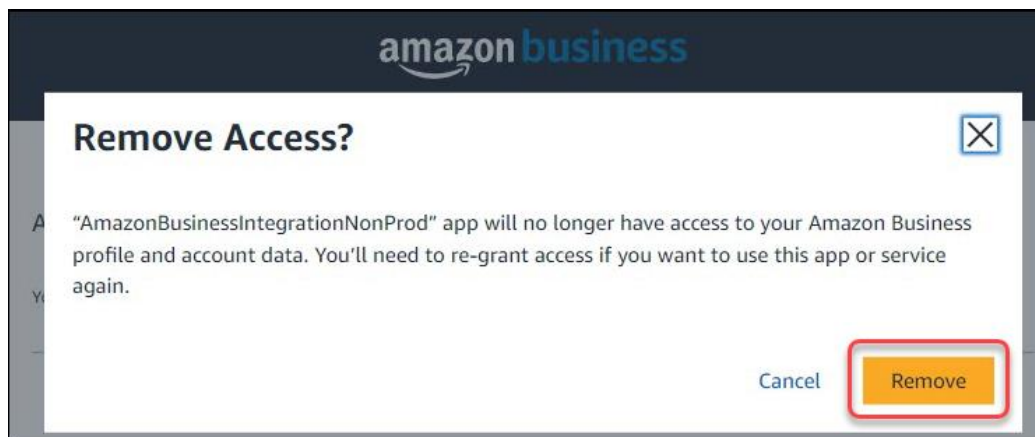 amazon business
Remove Access?
A
“AmazonBusinessIntegrationNonProd” app will no longer have access to your Amazon Business
profile and account data. You’ll need to re-grant access if you want to use this app or service
Yo
again.
Cancel
Remove